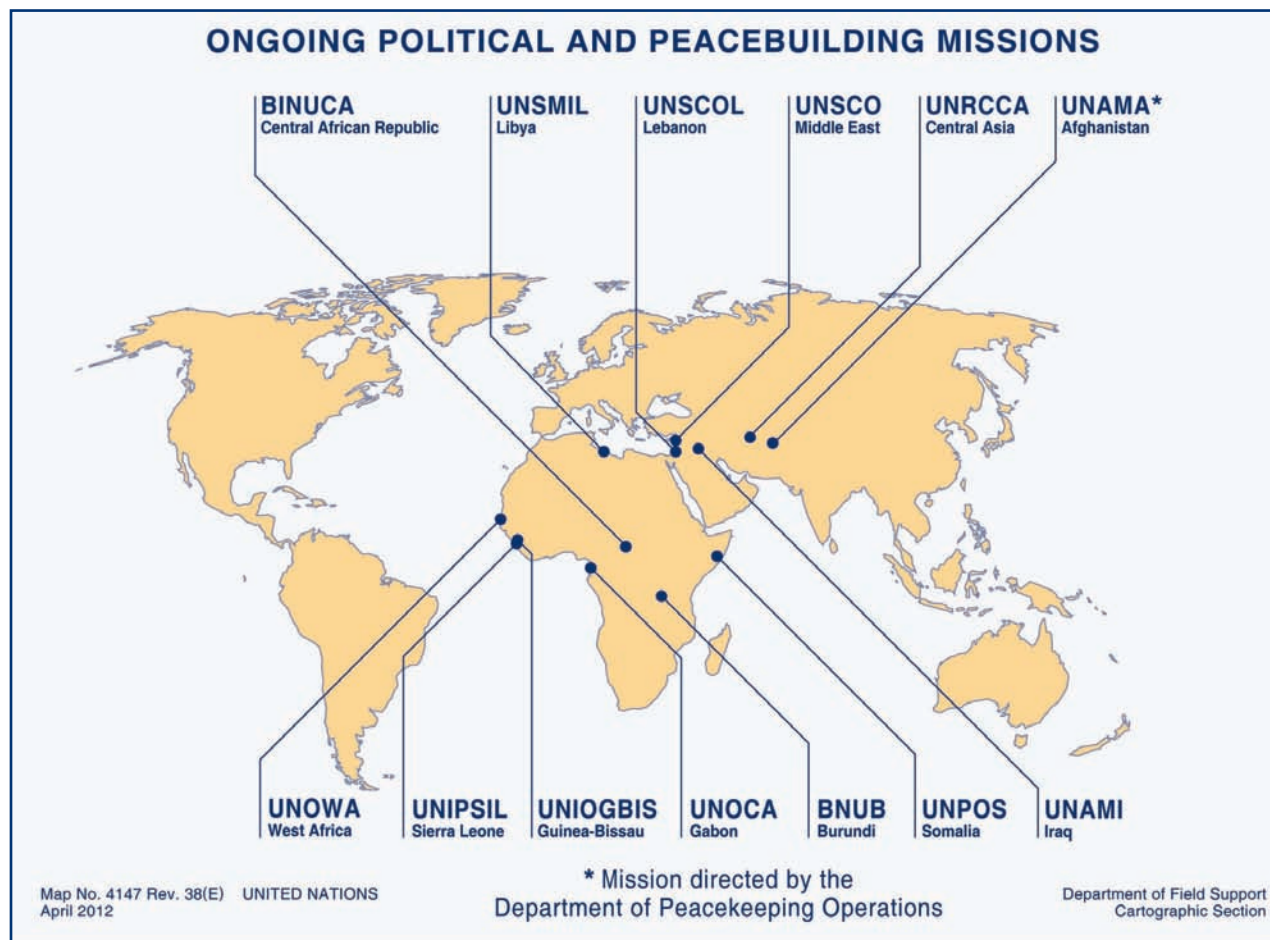 ONGOING POLITICAL AND PEACEBUILDING MISSIONS
BINUCA
Central African Republic
UNSMIL
Libya
UNSCOL
Lebanon
UNSCO
Middle East
UNRCCA
Central Asia
UNAMA*
Afghanistan
UNOWA
West Africa
UNIPSIL
Sierra Leone
UNIOGBIS
Guinea-Bissau
UNOCA
Gabon
BNUB
Burundi
UNPOS
Somalia
UNAMI
Iraq
Map No. 4147 Rev. 38(E) UNITED NATIONS
April 2012
* Mission directed by the
Department of Peacekeeping Operations
Department of Field Support
Cartographic Section